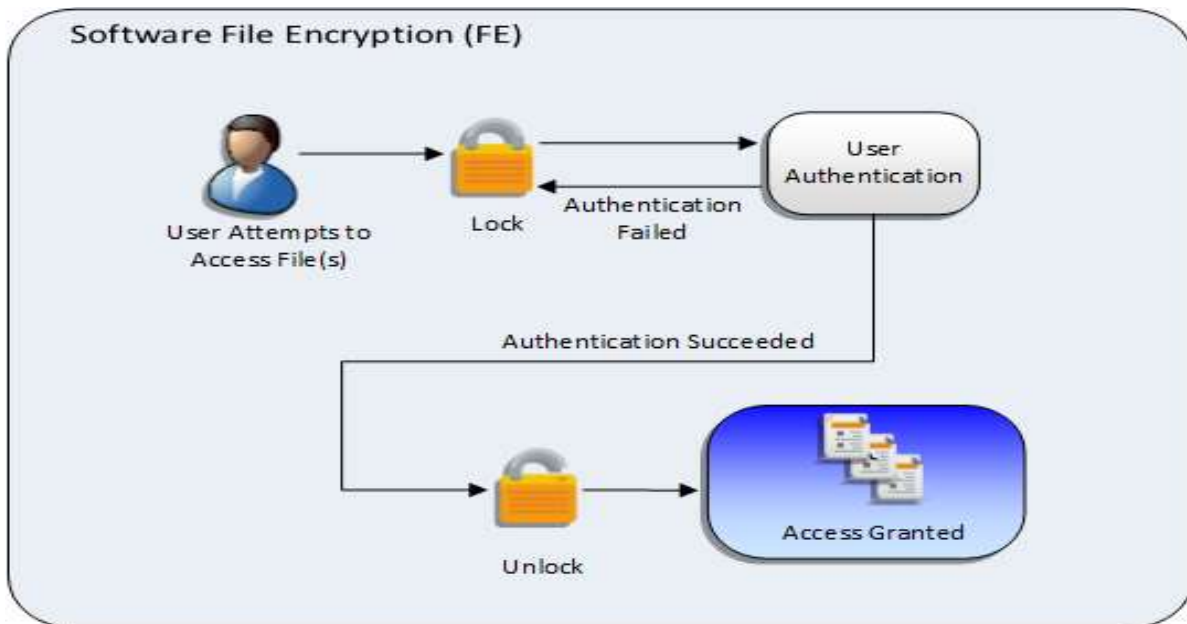 Software File Encryption (FE)
User
Authentication
Authentication
Failed
Lock
User Attempts to
Access File(s)
Authentication Succeeded
Access Granted
Unlock